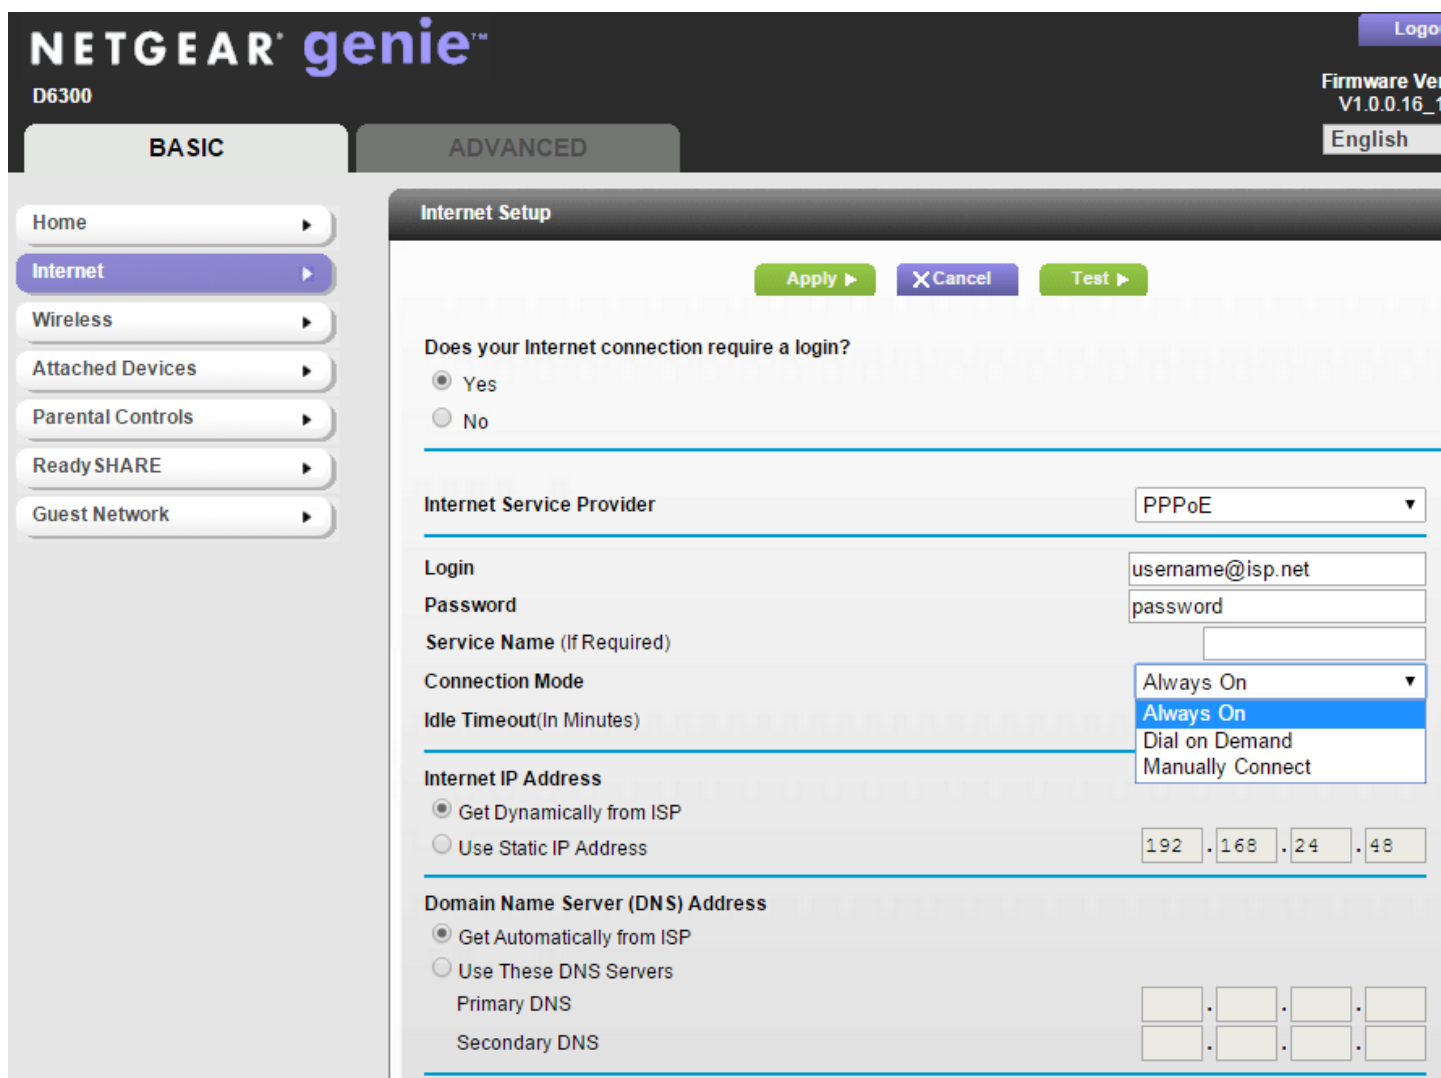 NETGEAR® genie™
D6300
Firmware Ver
V1.0.0.16_1
English
BASIC
ADVANCED
Home
Internet
Wireless
Attached Devices
Parental Controls
ReadySHARE
Guest Network
Internet Setup
Apply
Cancel
Test
Does your Internet connection require a login?
Yes
No
Internet Service Provider
PPPoE
Login
username@isp.net
Password
password
Service Name (If Required)
Connection Mode
Always On
Always On
Dial on Demand
Manually Connect
Idle Timeout(In Minutes)
Internet IP Address
Get Dynamically from ISP
Use Static IP Address
192 . 168 . 24 . 48
Domain Name Server (DNS) Address
Get Automatically from ISP
Use These DNS Servers
Primary DNS
. . .
Secondary DNS
. . .